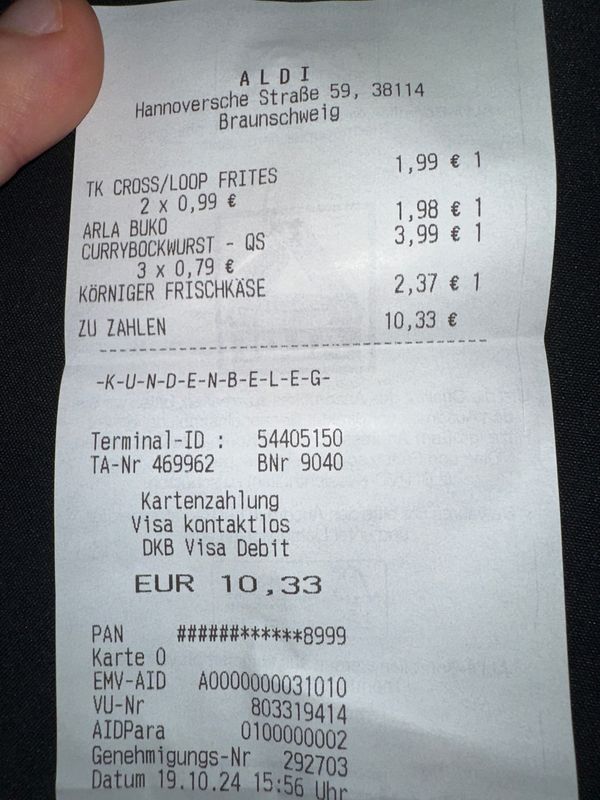 A L D I
Hannoversche Straße 59, 38114
Braunschweig
TK CROSS/LOOP FRITES 1,99 € 1
2 x 0,99 €
ARLA BUKO 1,98 € 1
CURRYBOCKWURST - QS 3,99 € 1
3 x 0,79 €
KöRNIGER FRISCHKÄSE 2,37 € 1
ZU ZAHLEN 10,33 €
-K-U-N-D-E-N-B-E-L-E-G-
Terminal-ID : 54405150
TA-Nr 469962 BNr 9040
Kartenzahlung
Visa kontaktlos
DKB Visa Debit
EUR 10,33
PAN ######******8999
Karte 0
EMV-AID A0000000031010
VU-Nr 803319414
AIDPara 0100000002
Genehmigungs-Nr 292703
Datum 19.10.24 15:56 Uhr